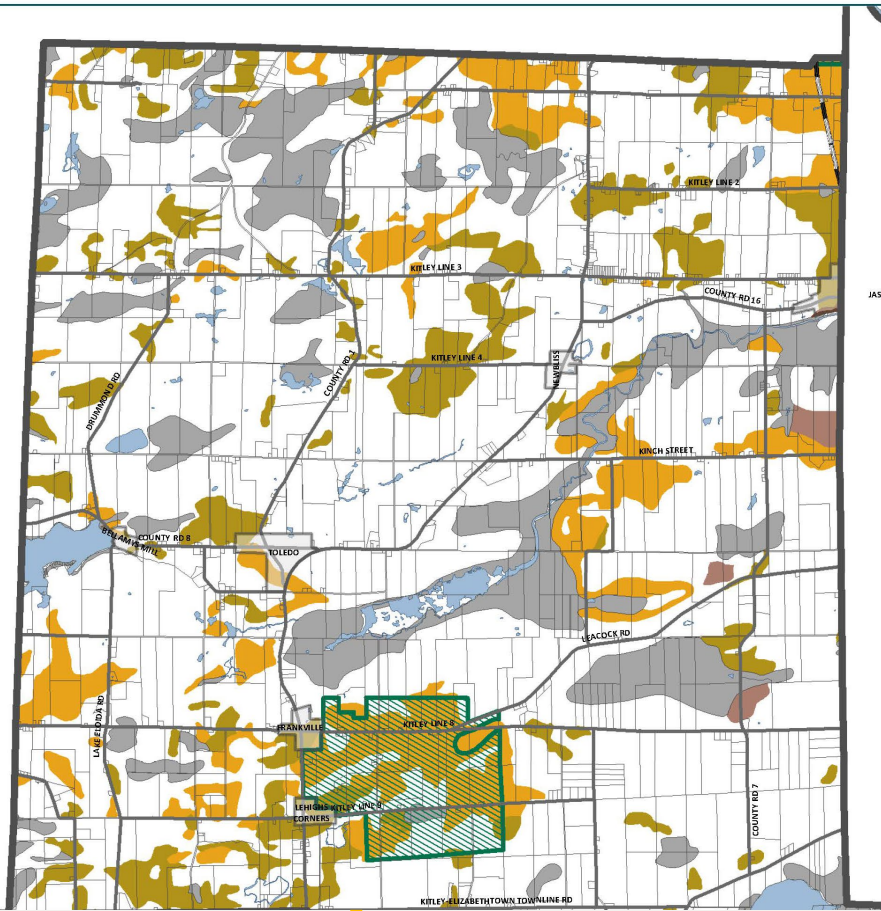 KITLEY LINE 2
KITLEY LINE 3
COUNTY RD 16
JAS
KITLEY LINE 4
NEWBLISS
COUNTY RD 1
DRUMMOND RD
KINCH STREET
BELLAMYS MILL
COUNTY RD 8
TOLEDO
LEACOCK RD
LAKE ELOIDA RD
FRANKVILLE
KITLEY LINE 8
LEHIGHS
CORNERS
KITLEY LINE 9
COUNTY RD 7
KITLEY-ELIZABETHTOWN TOWNLINE RD